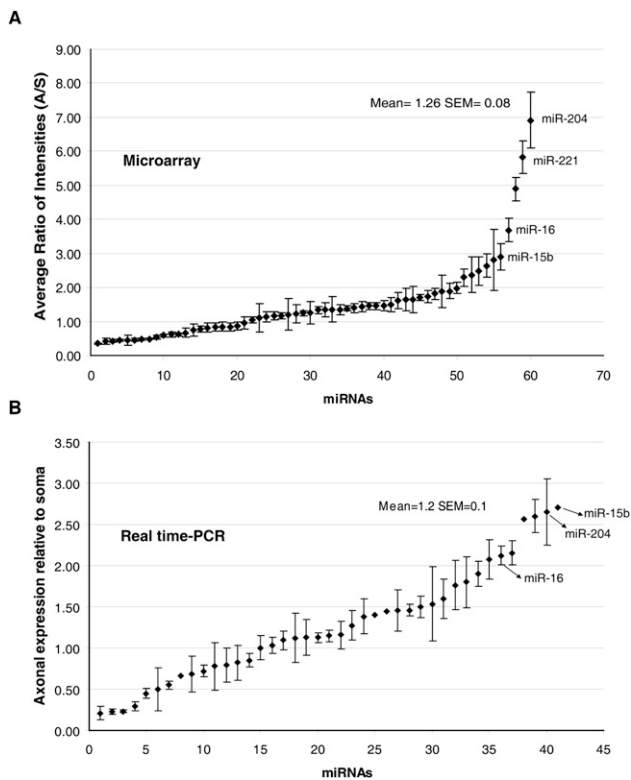 A
Average Ratio of Intensities (A/S)
9.00
8.00
7.00
6.00
5.00
4.00
3.00
2.00
1.00
0.00
Mean= 1.26 SEM= 0.08
Microarray
miR-204
miR-221
miR-16
miR-15b
0 10 20 30 40 50 60 70
miRNAs
B
Axonal expression relative to soma
3.50
3.00
2.50
2.00
1.50
1.00
0.50
0.00
Mean=1.2 SEM=0.1
Real time-PCR
miR-15b
miR-204
miR-16
0 5 10 15 20 25 30 35 40 45
miRNAs